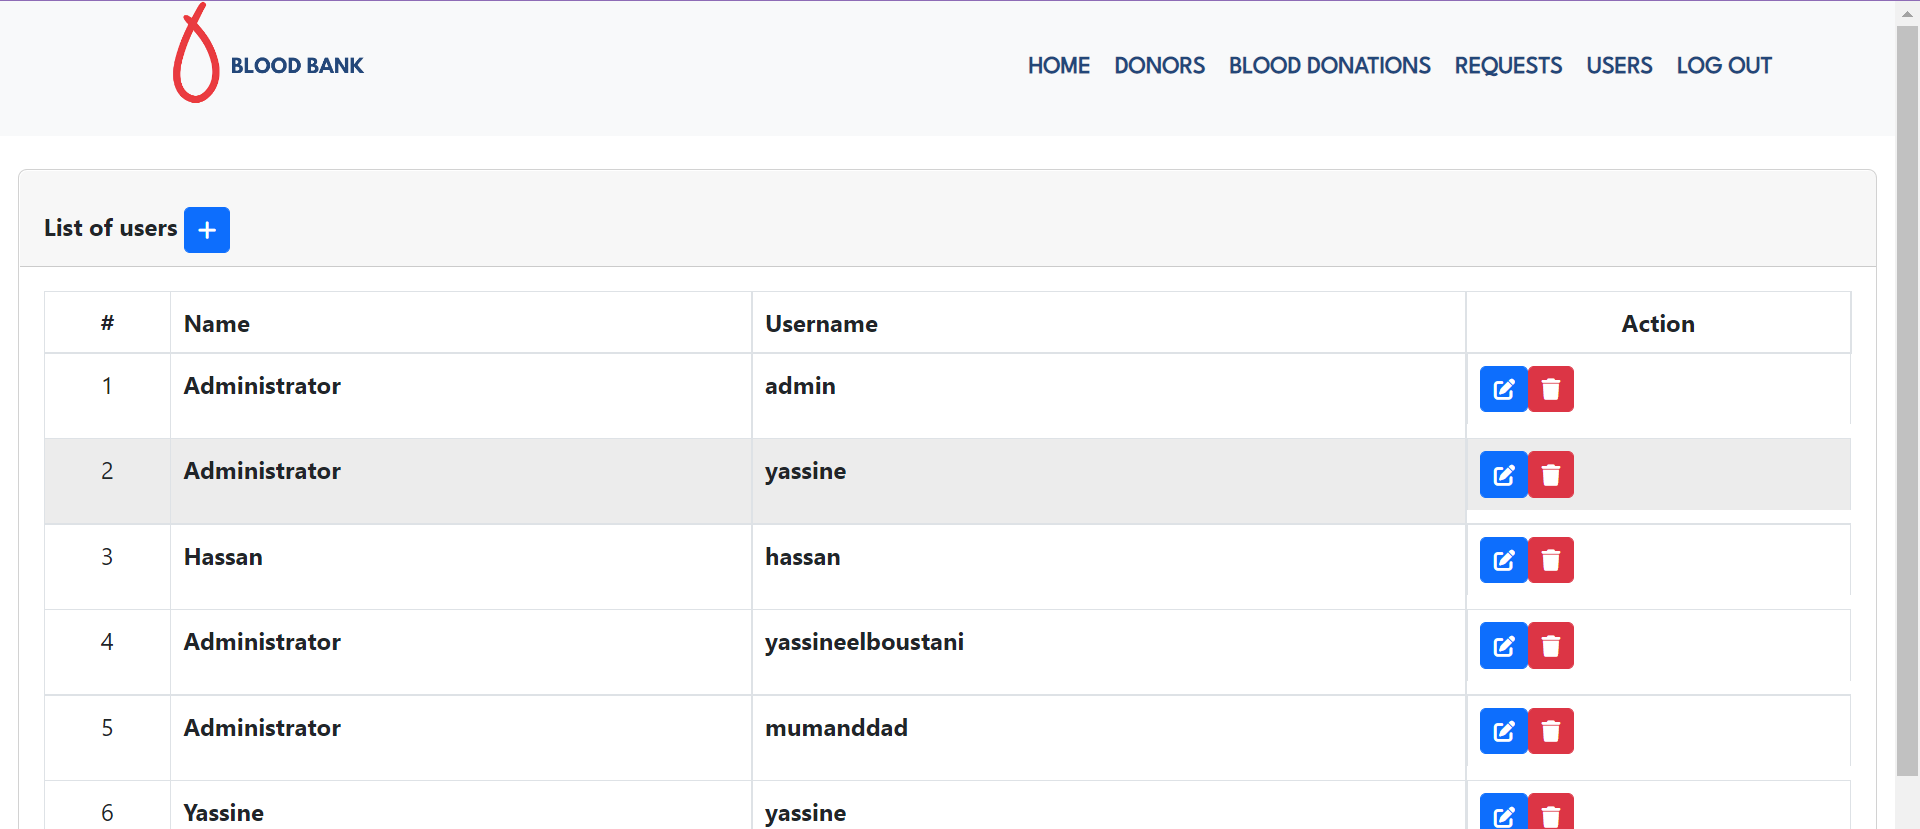 BLOOD BANK
HOME DONORS BLOOD DONATIONS REQUESTS USERS LOG OUT
List of users +
# Name Username Action
1 Administrator admin
2 Administrator yassine
3 Hassan hassan
4 Administrator yassineelboustani
5 Administrator mumanddad
6 Yassine yassine